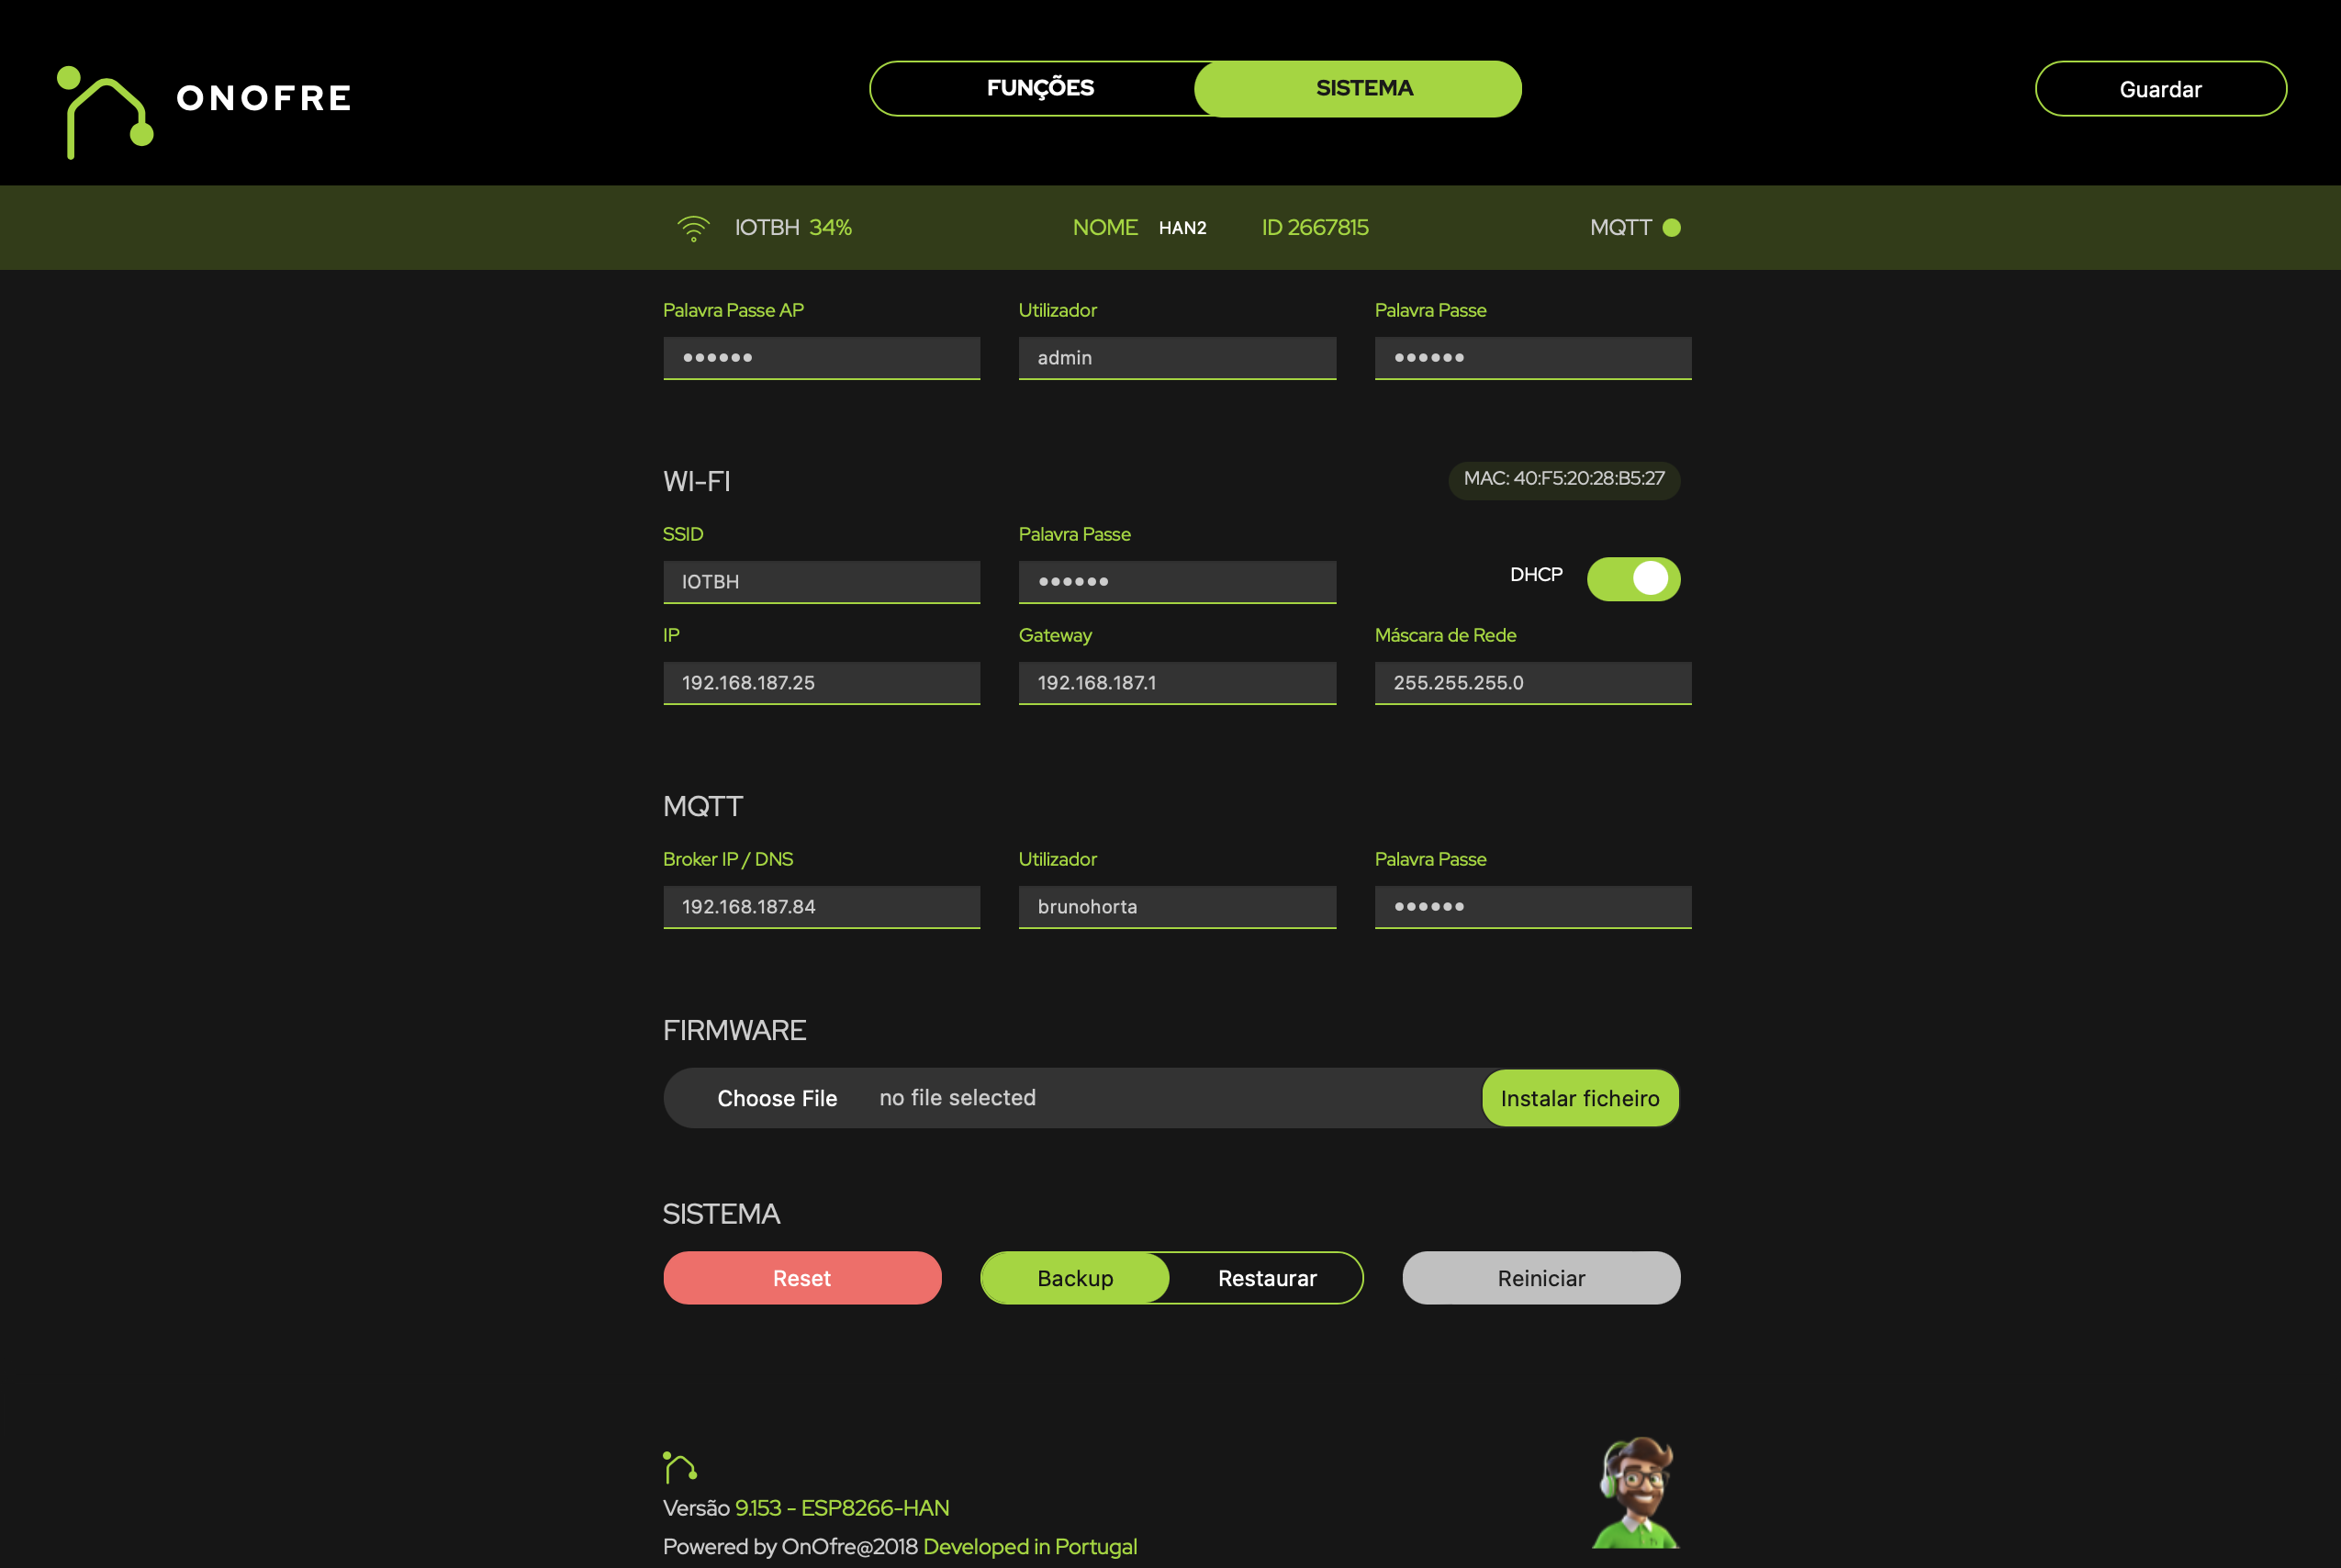 ONOFRE
FUNÇÕES SISTEMA
Guardar
IOTBH 34% NOME HAN2 ID 2667815 MQTT
Palavra Passe AP Utilizador Palavra Passe
•••••• admin ••••••
WI-FI MAC: 40:F5:20:28:B5:27
SSID Palavra Passe
IOTBH •••••• DHCP
IP Gateway Máscara de Rede
192.168.187.25 192.168.187.1 255.255.255.0
MQTT
Broker IP / DNS Utilizador Palavra Passe
192.168.187.84 brunohorta ••••••
FIRMWARE
Choose File no file selected Instalar ficheiro
SISTEMA
Reset Backup Restaurar Reiniciar
Versão 9.153 - ESP8266-HAN
Powered by OnOfre@2018 Developed in Portugal